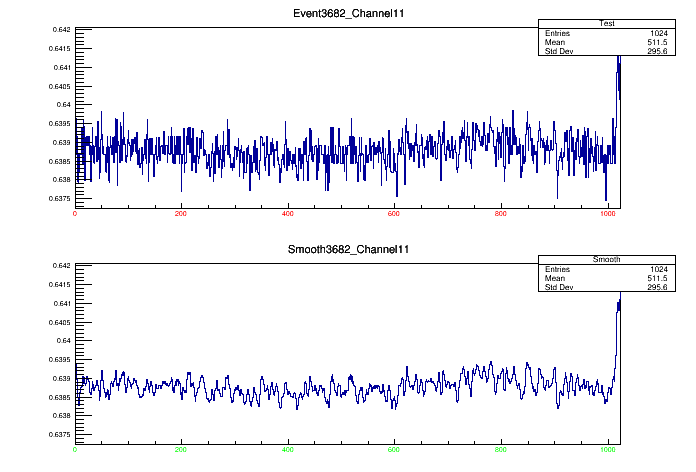 Event3682_Channel11
Test
Entries 1024
Mean 511.5
Std Dev 295.6
0.642
0.6415
0.641
0.6405
0.64
0.6395
0.639
0.6385
0.638
0.6375
0 200 400 600 800 1000
Smooth3682_Channel11
Smooth
Entries 1024
Mean 511.5
Std Dev 295.6
0.642
0.6415
0.641
0.6405
0.64
0.6395
0.639
0.6385
0.638
0.6375
0 200 400 600 800 1000